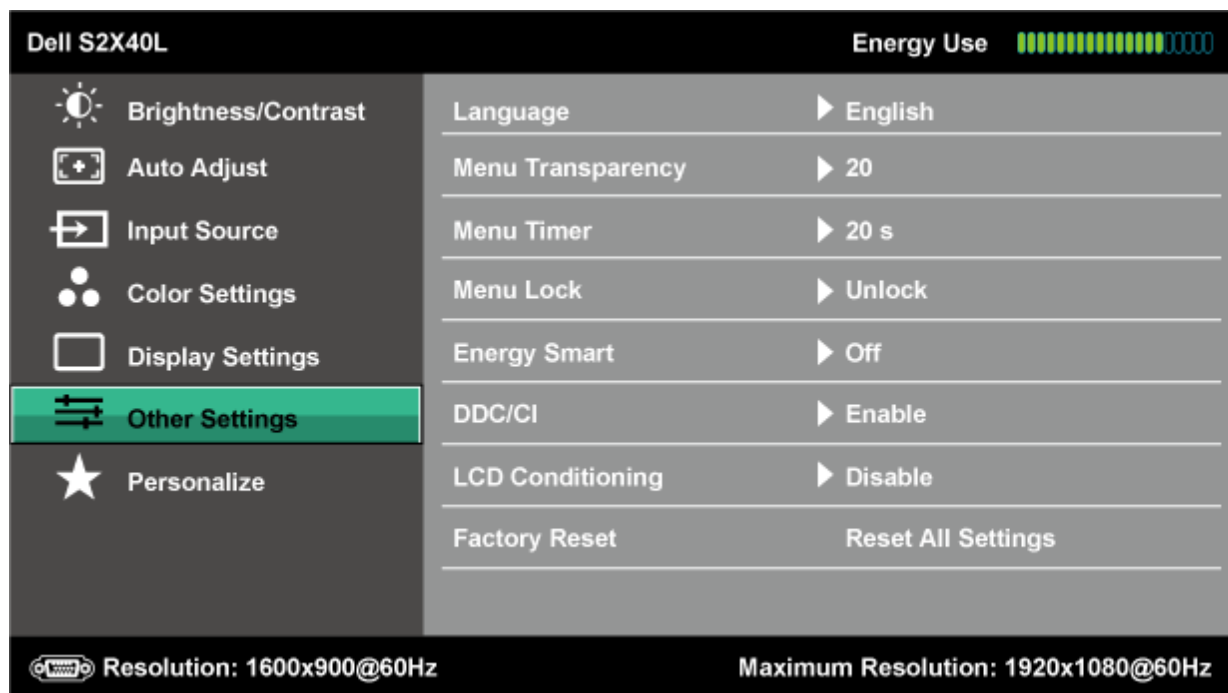 Dell S2X40L Energy Use
Brightness/Contrast
Auto Adjust
Input Source
Color Settings
Display Settings
Other Settings
Personalize
Language English
Menu Transparency 20
Menu Timer 20 s
Menu Lock Unlock
Energy Smart Off
DDC/CI Enable
LCD Conditioning Disable
Factory Reset Reset All Settings
Resolution: 1600x900@60Hz Maximum Resolution: 1920x1080@60Hz